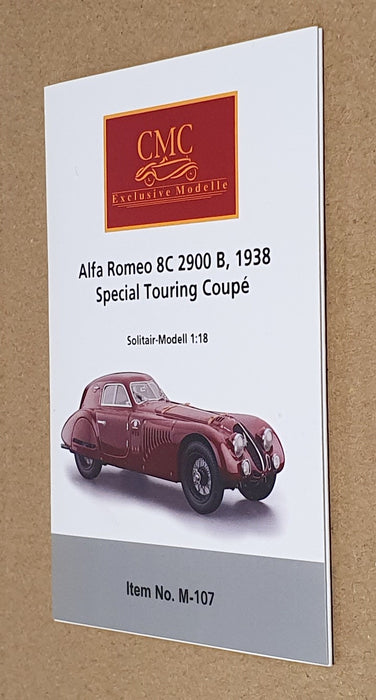 CMC
Exclusive Modelle
Alfa Romeo 8C 2900 B, 1938
Special Touring Coupé
Solitair-Modell 1:18
Item No. M-107